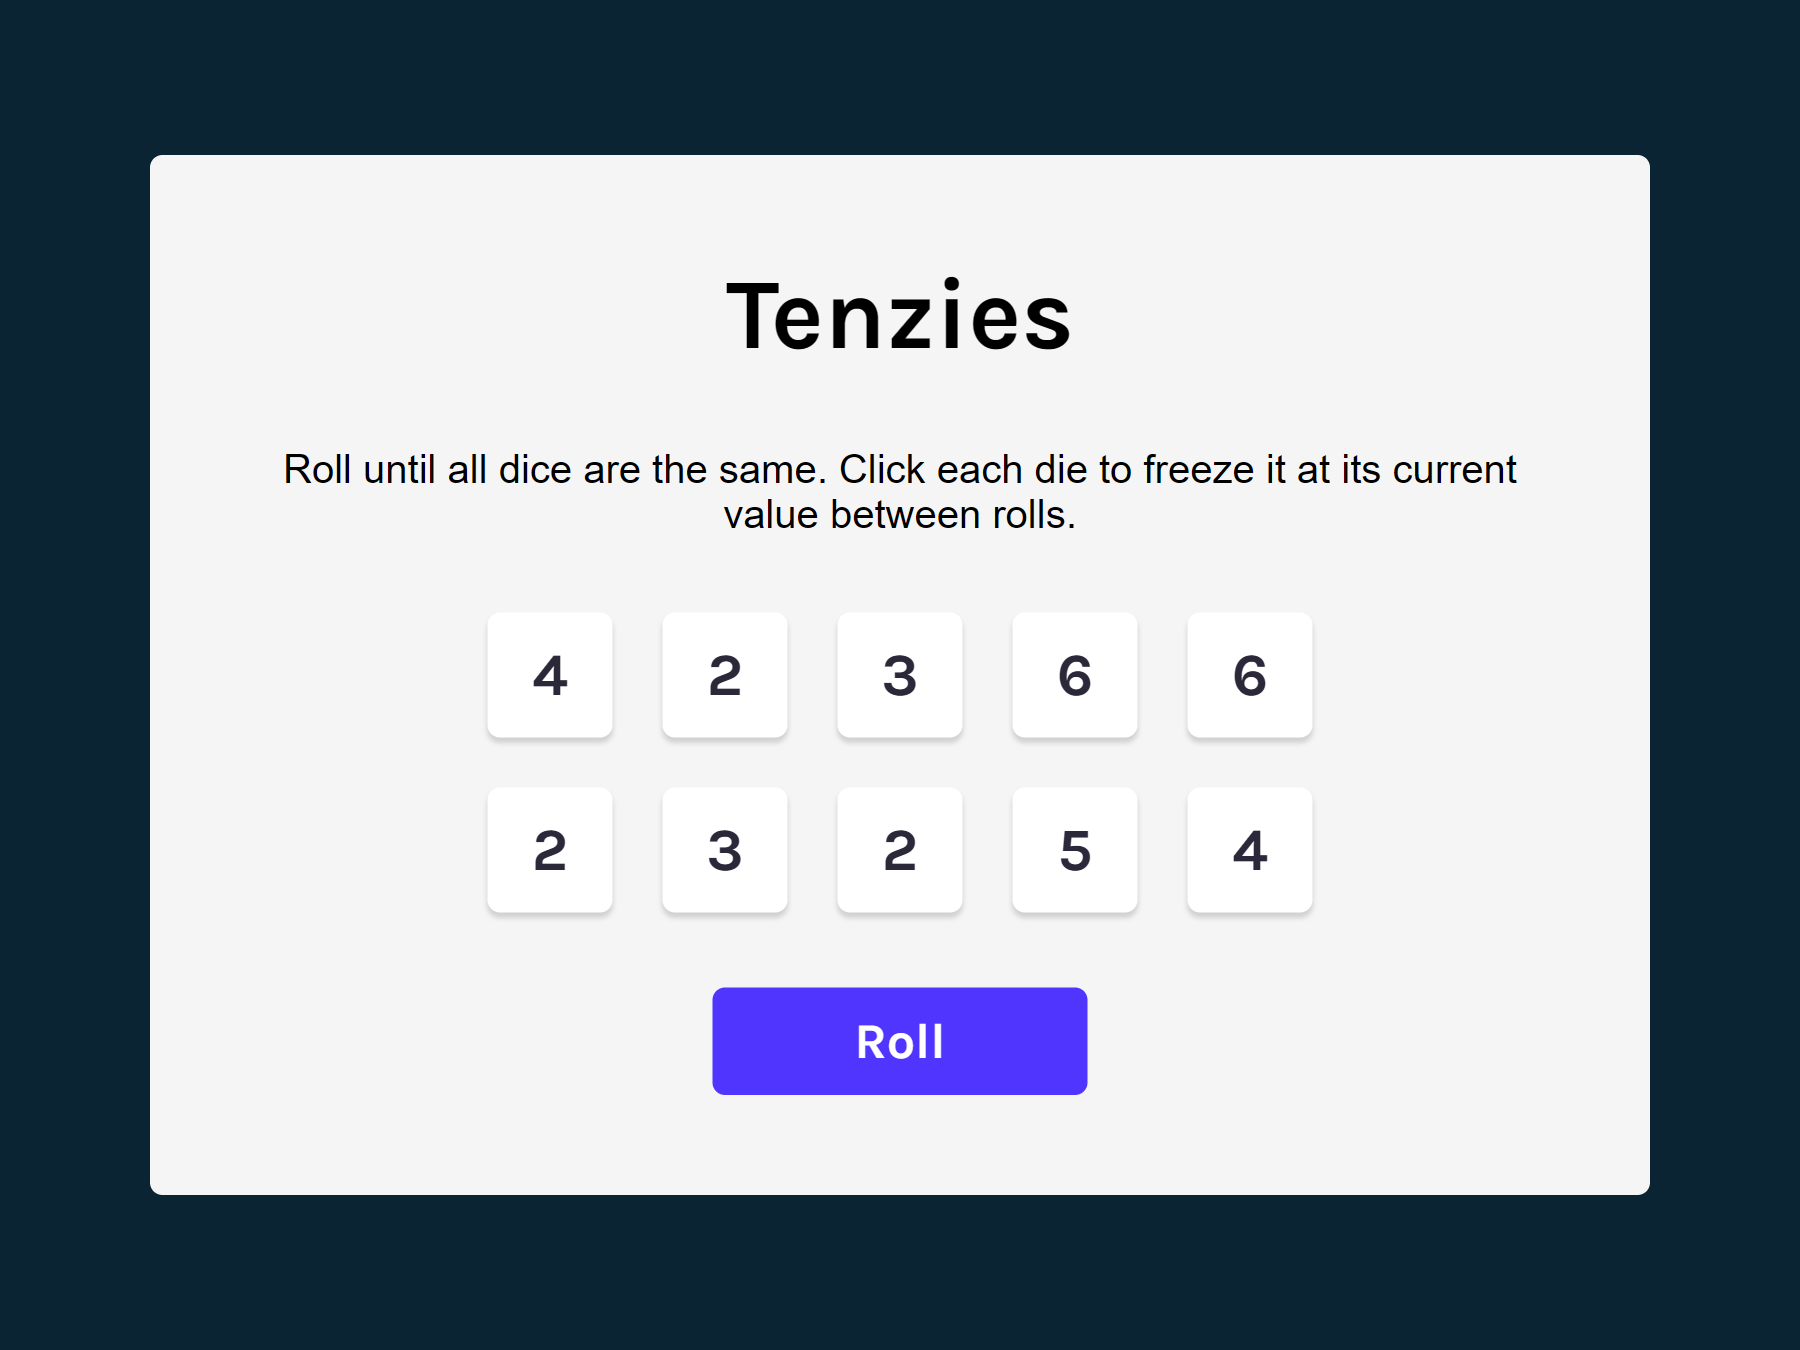 Tenzies
Roll until all dice are the same. Click each die to freeze it at its current
value between rolls.
4 2 3 6 6
2 3 2 5 4
Roll